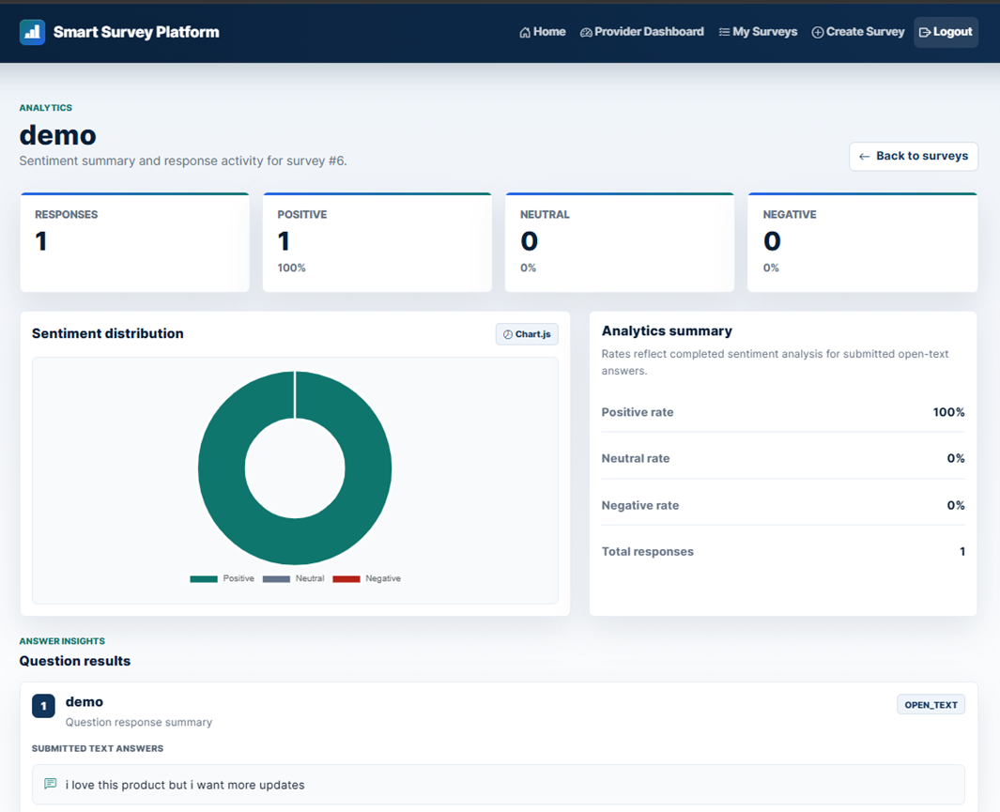 Smart Survey Platform
Home Provider Dashboard My Surveys Create Survey Logout
ANALYTICS
demo
Sentiment summary and response activity for survey #6.
← Back to surveys
RESPONSES
1
POSITIVE
1
100%
NEUTRAL
0
0%
NEGATIVE
0
0%
Sentiment distribution
Chart.js
Positive Neutral Negative
Analytics summary
Rates reflect completed sentiment analysis for submitted open-text
answers.
Positive rate 100%
Neutral rate 0%
Negative rate 0%
Total responses 1
ANSWER INSIGHTS
Question results
1 demo
OPEN_TEXT
Question response summary
SUBMITTED TEXT ANSWERS
i love this product but i want more updates